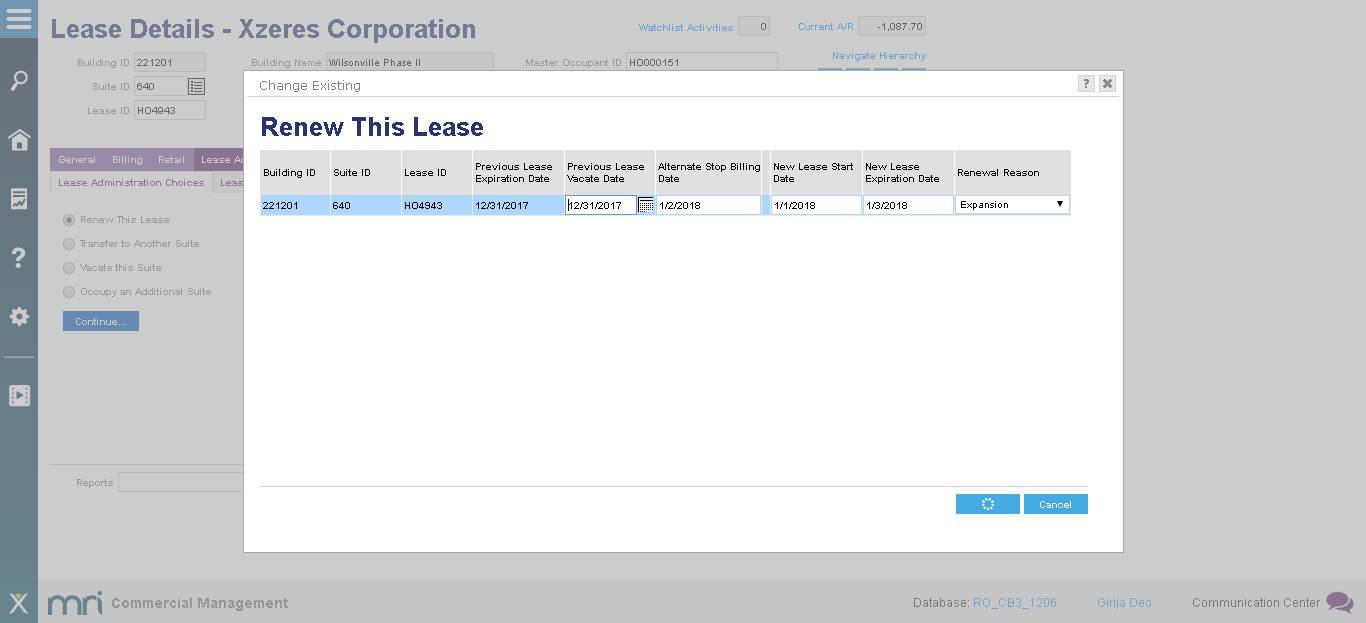 Lease Details - Xzeres Corporation
Watchlist Activities 0 Current A/R -1,087.70
Navigate Hierarchy
Building ID 221201 Building Name Wilsonville Phase II Master Occupant ID HO000151
Suite ID 640
Lease ID HO4943
General Billing Retail Lease Ad
Lease Administration Choices Leas
Renew This Lease
Transfer to Another Suite
Vacate this Suite
Occupy an Additional Suite
Continue...
Reports
Change Existing ?
Renew This Lease
Building ID Suite ID Lease ID Previous Lease Expiration Date Previous Lease Vacate Date Alternate Stop Billing Date New Lease Start Date New Lease Expiration Date Renewal Reason
221201 640 HO4943 12/31/2017 12/31/2017 1/2/2018 1/1/2018 1/3/2018 Expansion
Cancel
mri Commercial Management Database: RO_CB3_1206 Girija Deo Communication Center